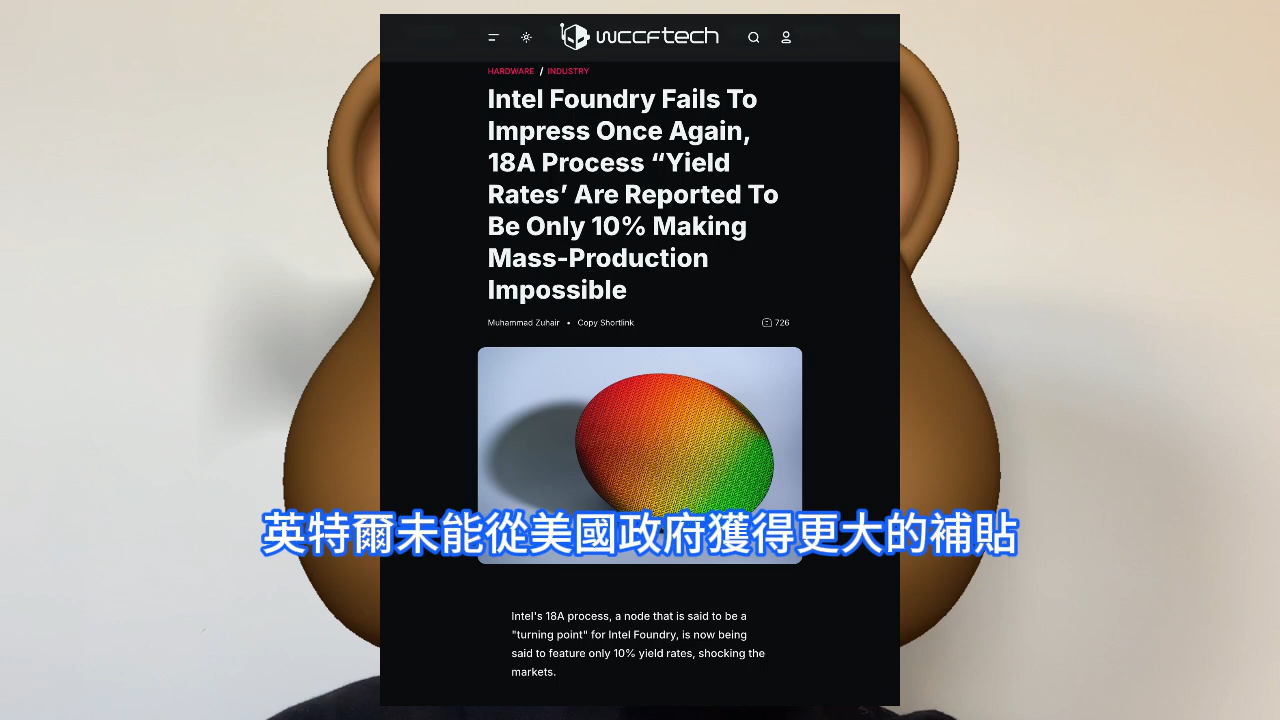 wccftech
HARDWARE / INDUSTRY
Intel Foundry Fails To
Impress Once Again,
18A Process “Yield
Rates’ Are Reported To
Be Only 10% Making
Mass-Production
Impossible
Muhammad Zuhair • Copy Shortlink 726
英特爾未能從美國政府獲得更大的補貼
Intel's 18A process, a node that is said to be a
"turning point" for Intel Foundry, is now being
said to feature only 10% yield rates, shocking the
markets.